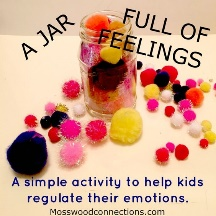 A JAR
FULL OF
FEELINGS
A simple activity to help kids
regulate their emotions.
Mosswoodconnections.com